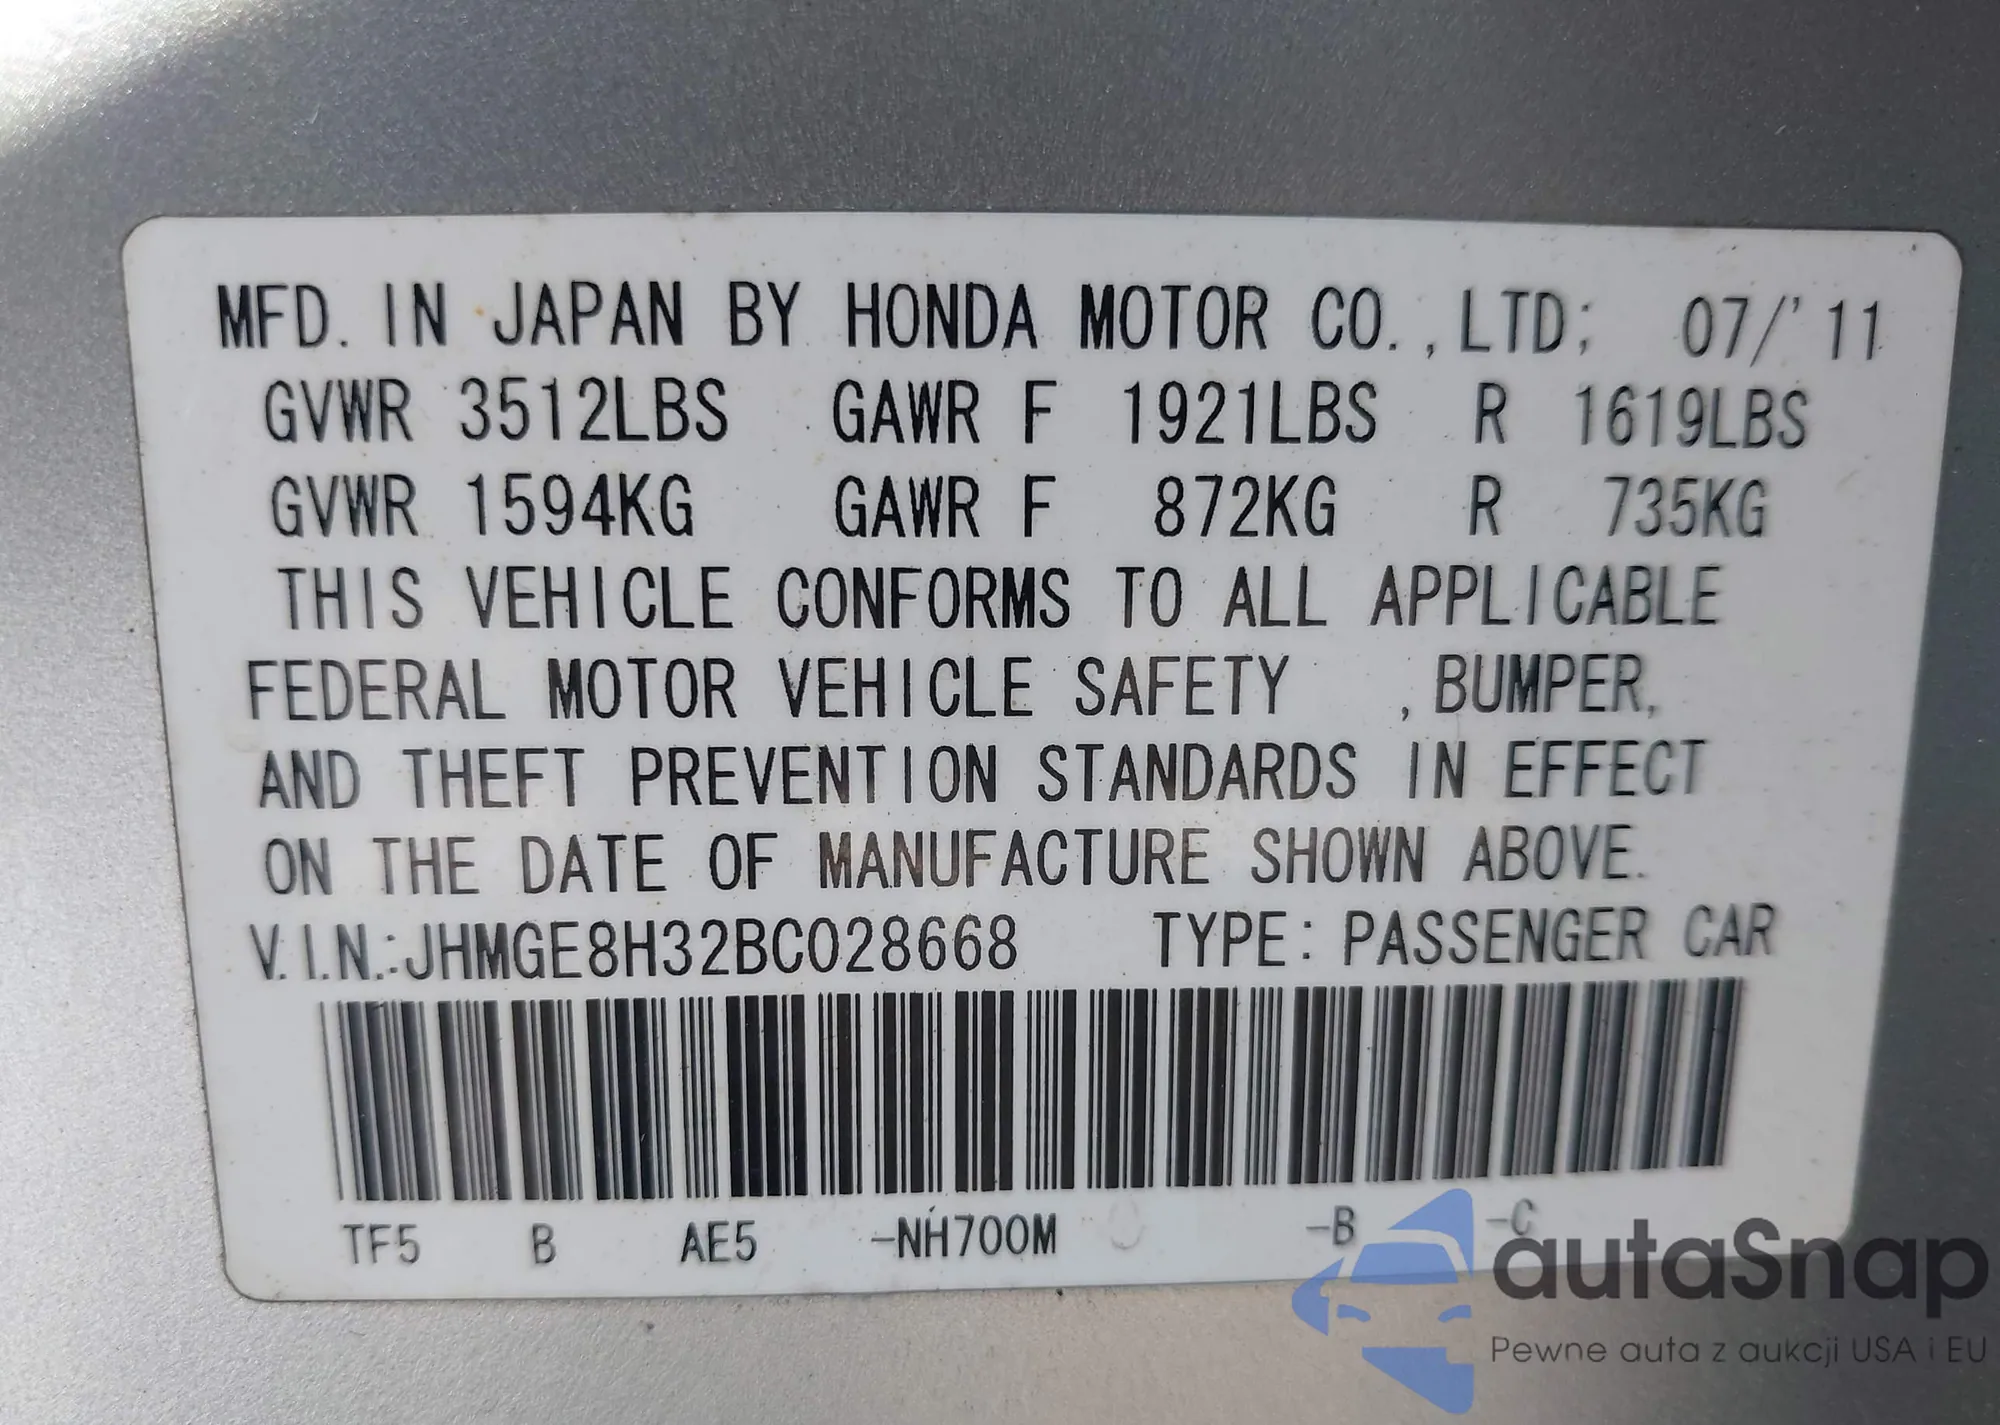 MFD. IN JAPAN BY HONDA MOTOR CO.,LTD; 07/'11
GVWR 3512LBS GAWR F 1921LBS R 1619LBS
GVWR 1594KG GAWR F 872KG R 735KG
THIS VEHICLE CONFORMS TO ALL APPLICABLE
FEDERAL MOTOR VEHICLE SAFETY , BUMPER,
AND THEFT PREVENTION STANDARDS IN EFFECT
ON THE DATE OF MANUFACTURE SHOWN ABOVE.
V.I.N.:JHMGE8H32BC028668 TYPE: PASSENGER CAR
TF5 B AE5 -NH700M -B -C
autaSnap
Pewne auta z aukcji USA i EU